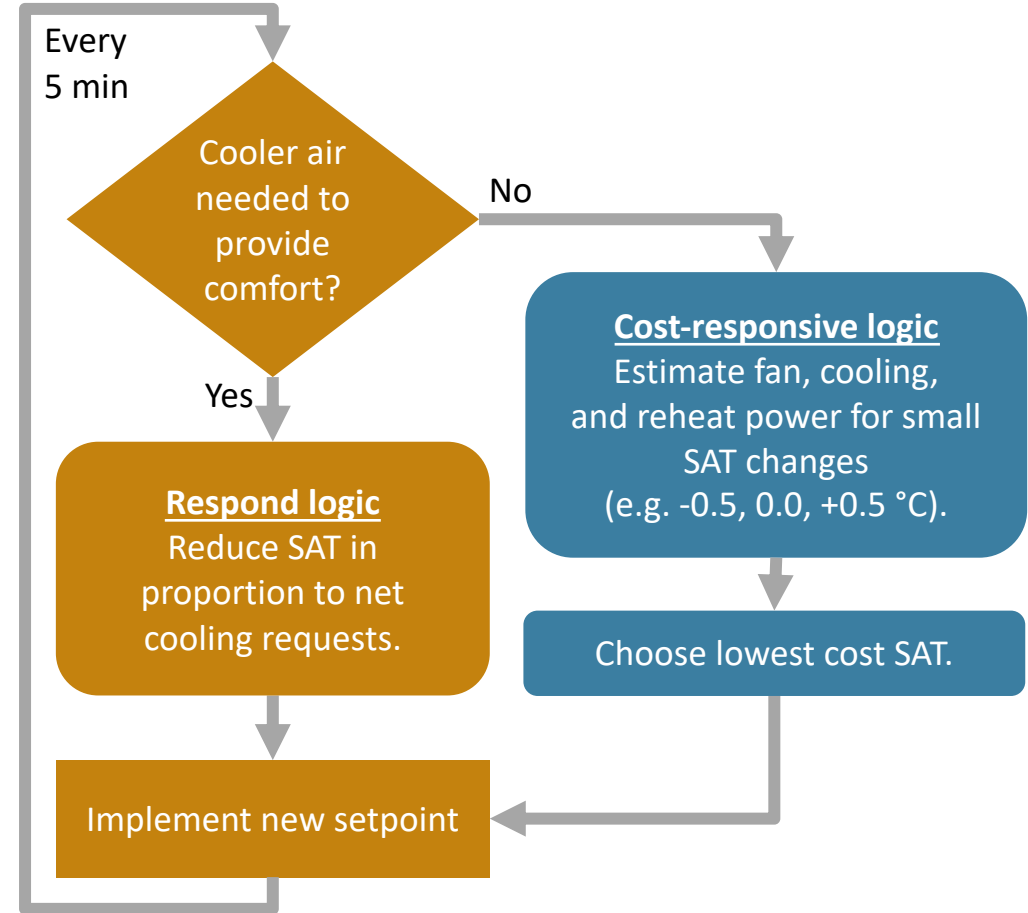 Every
5 min
Cooler air
needed to
provide
comfort?
No
Yes
Cost-responsive logic
Estimate fan, cooling,
and reheat power for small
SAT changes
(e.g. -0.5, 0.0, +0.5 °C).
Respond logic
Reduce SAT in
proportion to net
cooling requests.
Choose lowest cost SAT.
Implement new setpoint